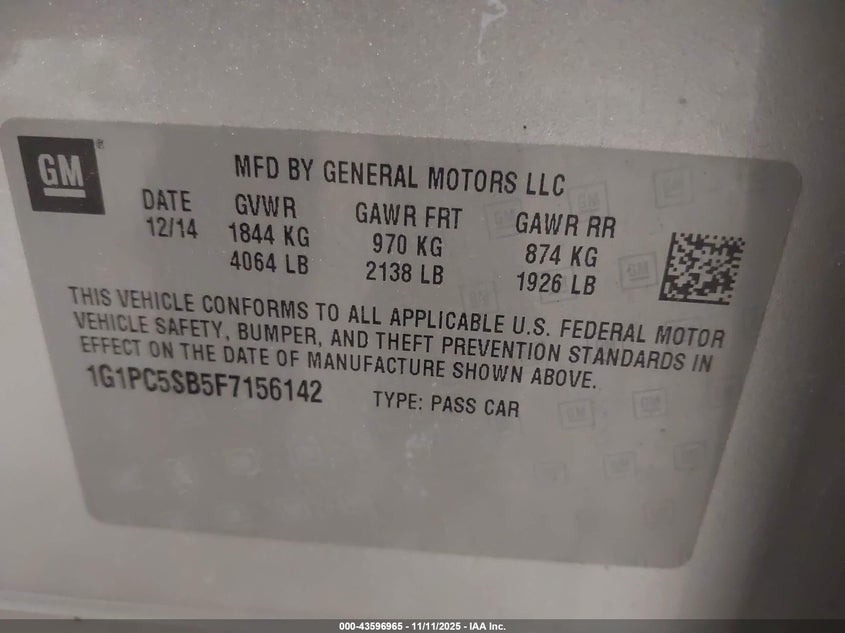 GM®
MFD BY GENERAL MOTORS LLC
DATE GVWR GAWR FRT GAWR RR
12/14 1844 KG 970 KG 874 KG
4064 LB 2138 LB 1926 LB
THIS VEHICLE CONFORMS TO ALL APPLICABLE U.S. FEDERAL MOTOR
VEHICLE SAFETY, BUMPER, AND THEFT PREVENTION STANDARDS IN
EFFECT ON THE DATE OF MANUFACTURE SHOWN ABOVE.
1G1PC5SB5F7156142 TYPE: PASS CAR
000-43596965 - 11/11/2025 - IAA Inc.